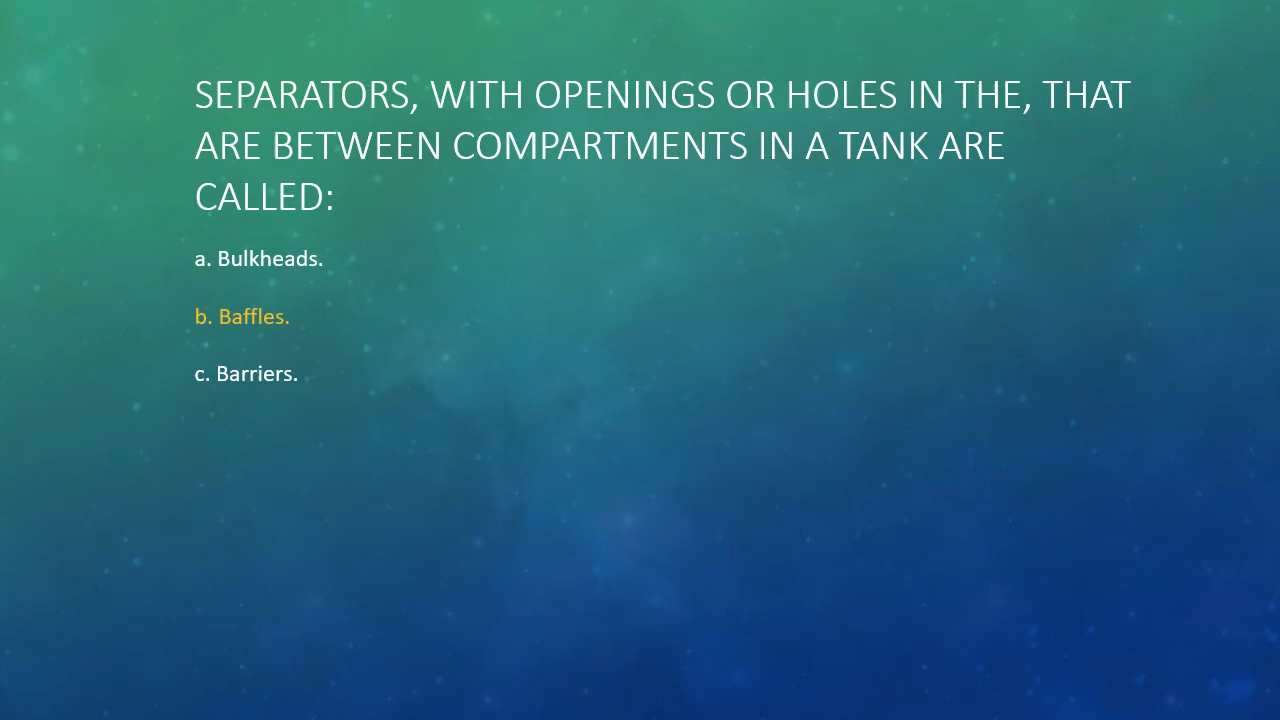 SEPARATORS, WITH OPENINGS OR HOLES IN THE, THAT
ARE BETWEEN COMPARTMENTS IN A TANK ARE
CALLED:
a. Bulkheads.
b. Baffles.
c. Barriers.